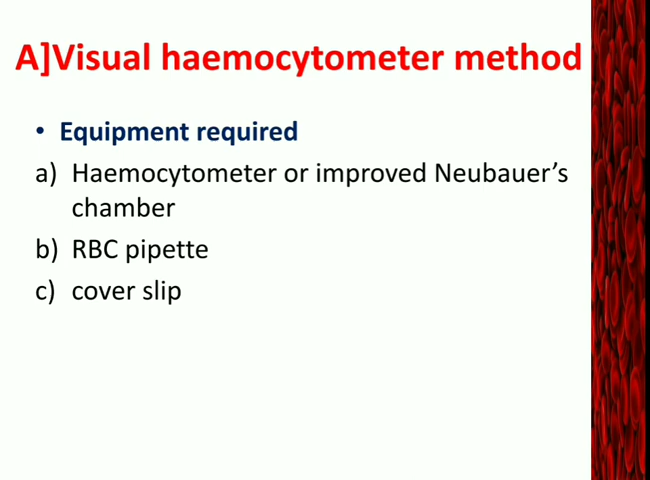 A]Visual haemocytometer method
• Equipment required
a) Haemocytometer or improved Neubauer’s
chamber
b) RBC pipette
c) cover slip